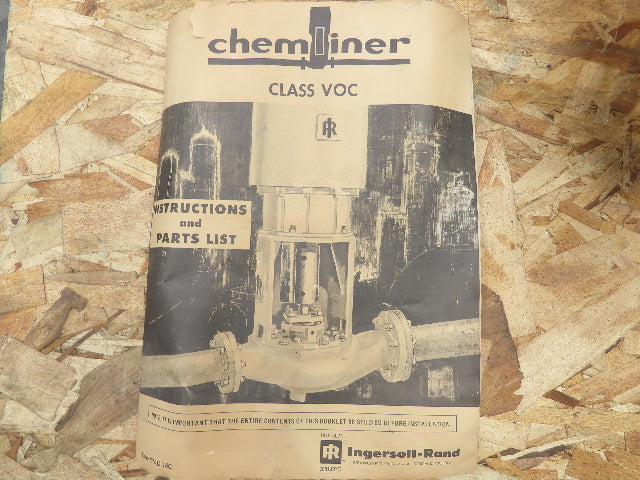 chemliner
CLASS VOC
IR
INSTRUCTIONS
and
PARTS LIST
IT IS IMPORTANT THAT THE ENTIRE CONTENTS OF THIS BOOKLET BE STUDIED BEFORE INSTALLATION.
IR
Ingersoll-Rand